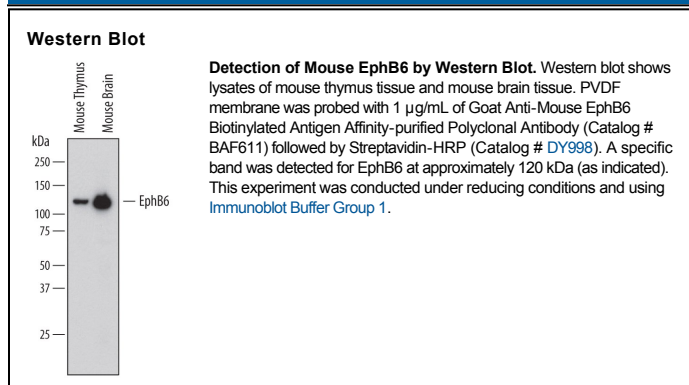 Western Blot
Mouse Thymus
Mouse Brain
kDa
250
150
100
75
50
37
25
EphB6
Detection of Mouse EphB6 by Western Blot. Western blot shows
lysates of mouse thymus tissue and mouse brain tissue. PVDF
membrane was probed with 1 µg/mL of Goat Anti-Mouse EphB6
Biotinylated Antigen Affinity-purified Polyclonal Antibody (Catalog #
BAF611) followed by Streptavidin-HRP (Catalog # DY998). A specific
band was detected for EphB6 at approximately 120 kDa (as indicated).
This experiment was conducted under reducing conditions and using
Immunoblot Buffer Group 1.